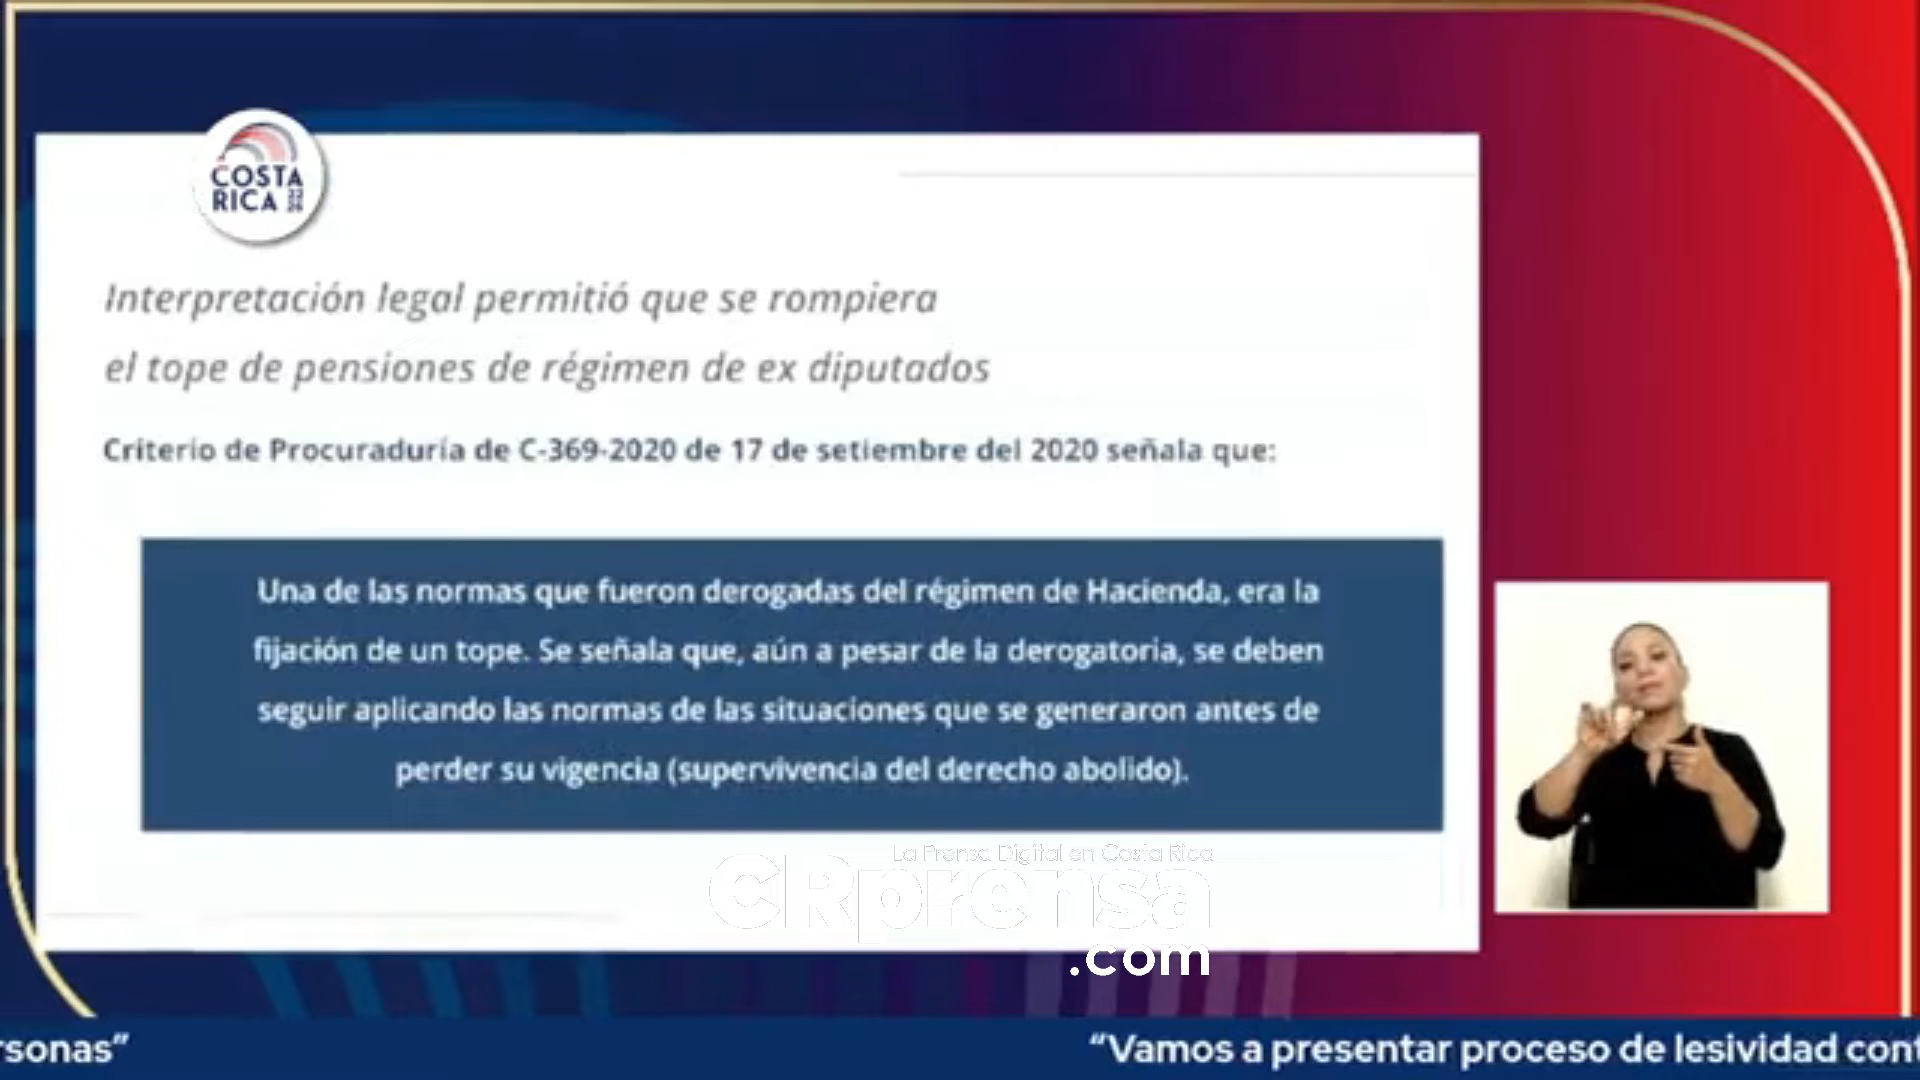 COSTA
RICA 22
26
Interpretación legal permitió que se rompiera
el tope de pensiones de régimen de ex diputados
Criterio de Procuraduría de C-369-2020 de 17 de setiembre del 2020 señala que:
Una de las normas que fueron derogadas del régimen de Hacienda, era la
fijación de un tope. Se señala que, aún a pesar de la derogatoria, se deben
seguir aplicando las normas de las situaciones que se generaron antes de
perder su vigencia (supervivencia del derecho abolido).
La Prensa Digital en Costa Rica
CRprensa
.com
rsonas”
“Vamos a presentar proceso de lesividad cont